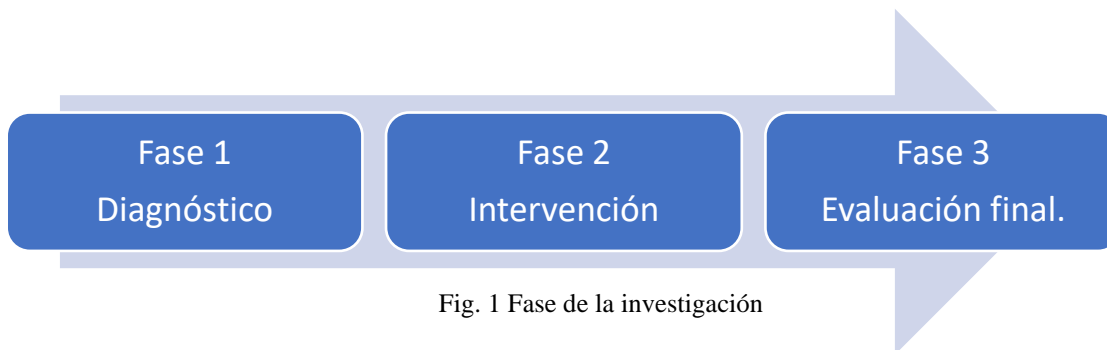 Fase 1
Diagnóstico
Fase 2
Intervención
Fase 3
Evaluación final.
Fig. 1 Fase de la investigación